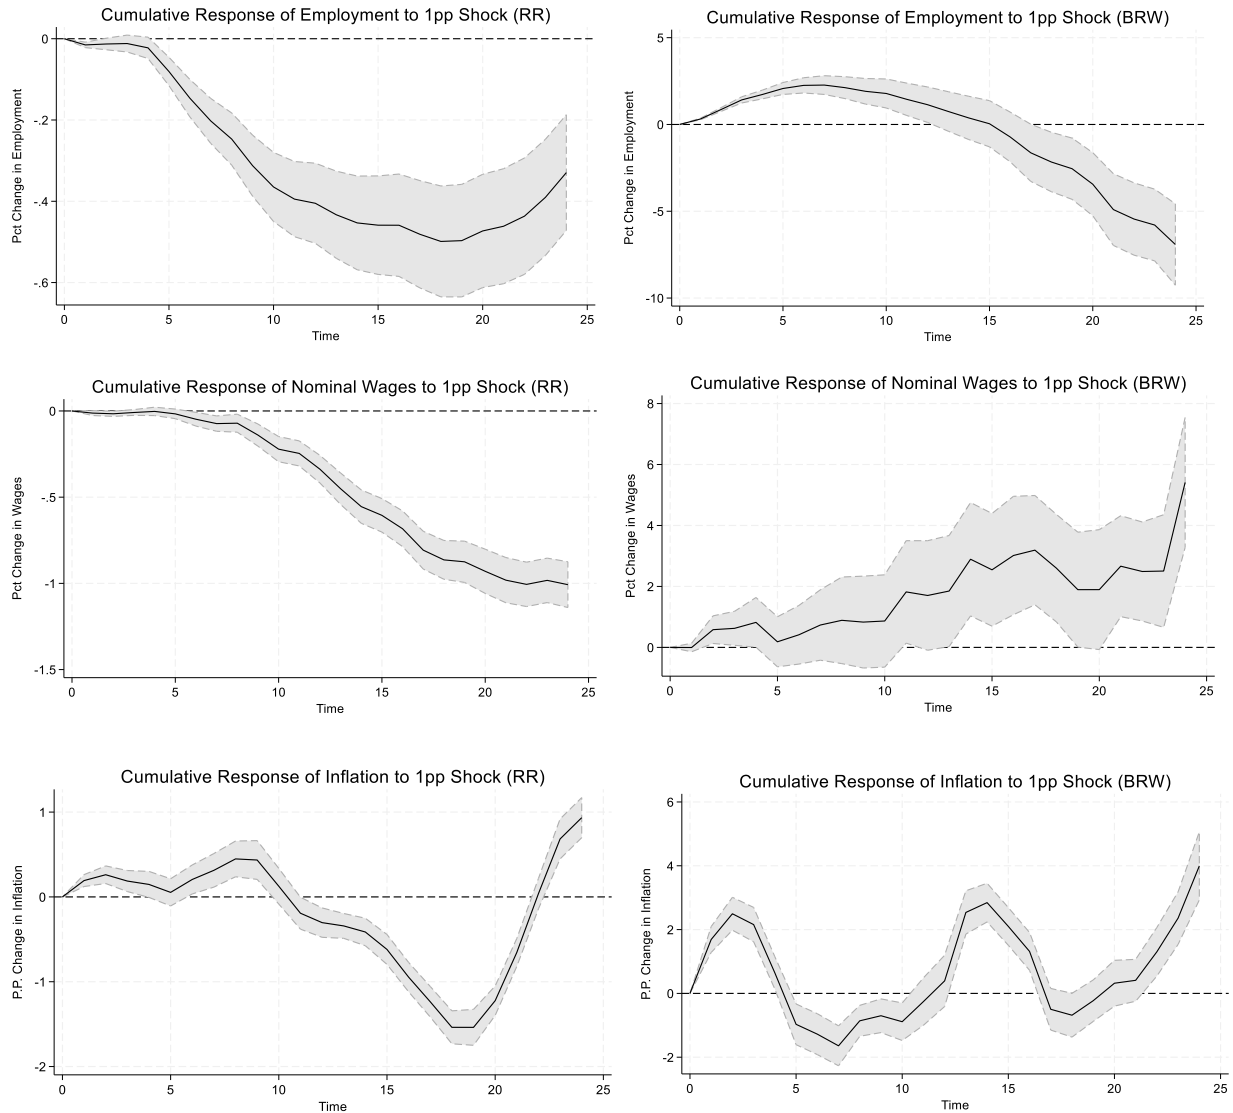 Cumulative Response of Employment to 1pp Shock (RR)
Pct Change in Employment
0
-.2
-.4
-.6
0 5 10 15 20 25
Time
Cumulative Response of Employment to 1pp Shock (BRW)
Pct Change in Employment
5
0
-5
-10
0 5 10 15 20 25
Time
Cumulative Response of Nominal Wages to 1pp Shock (RR)
Pct Change in Wages
0
-.5
-1
-1.5
0 5 10 15 20 25
Time
Cumulative Response of Nominal Wages to 1pp Shock (BRW)
Pct Change in Wages
8
6
4
2
0
0 5 10 15 20 25
Time
Cumulative Response of Inflation to 1pp Shock (RR)
P.P. Change in Inflation
1
0
-1
-2
0 5 10 15 20 25
Time
Cumulative Response of Inflation to 1pp Shock (BRW)
P.P. Change in Inflation
6
4
2
0
-2
0 5 10 15 20 25
Time